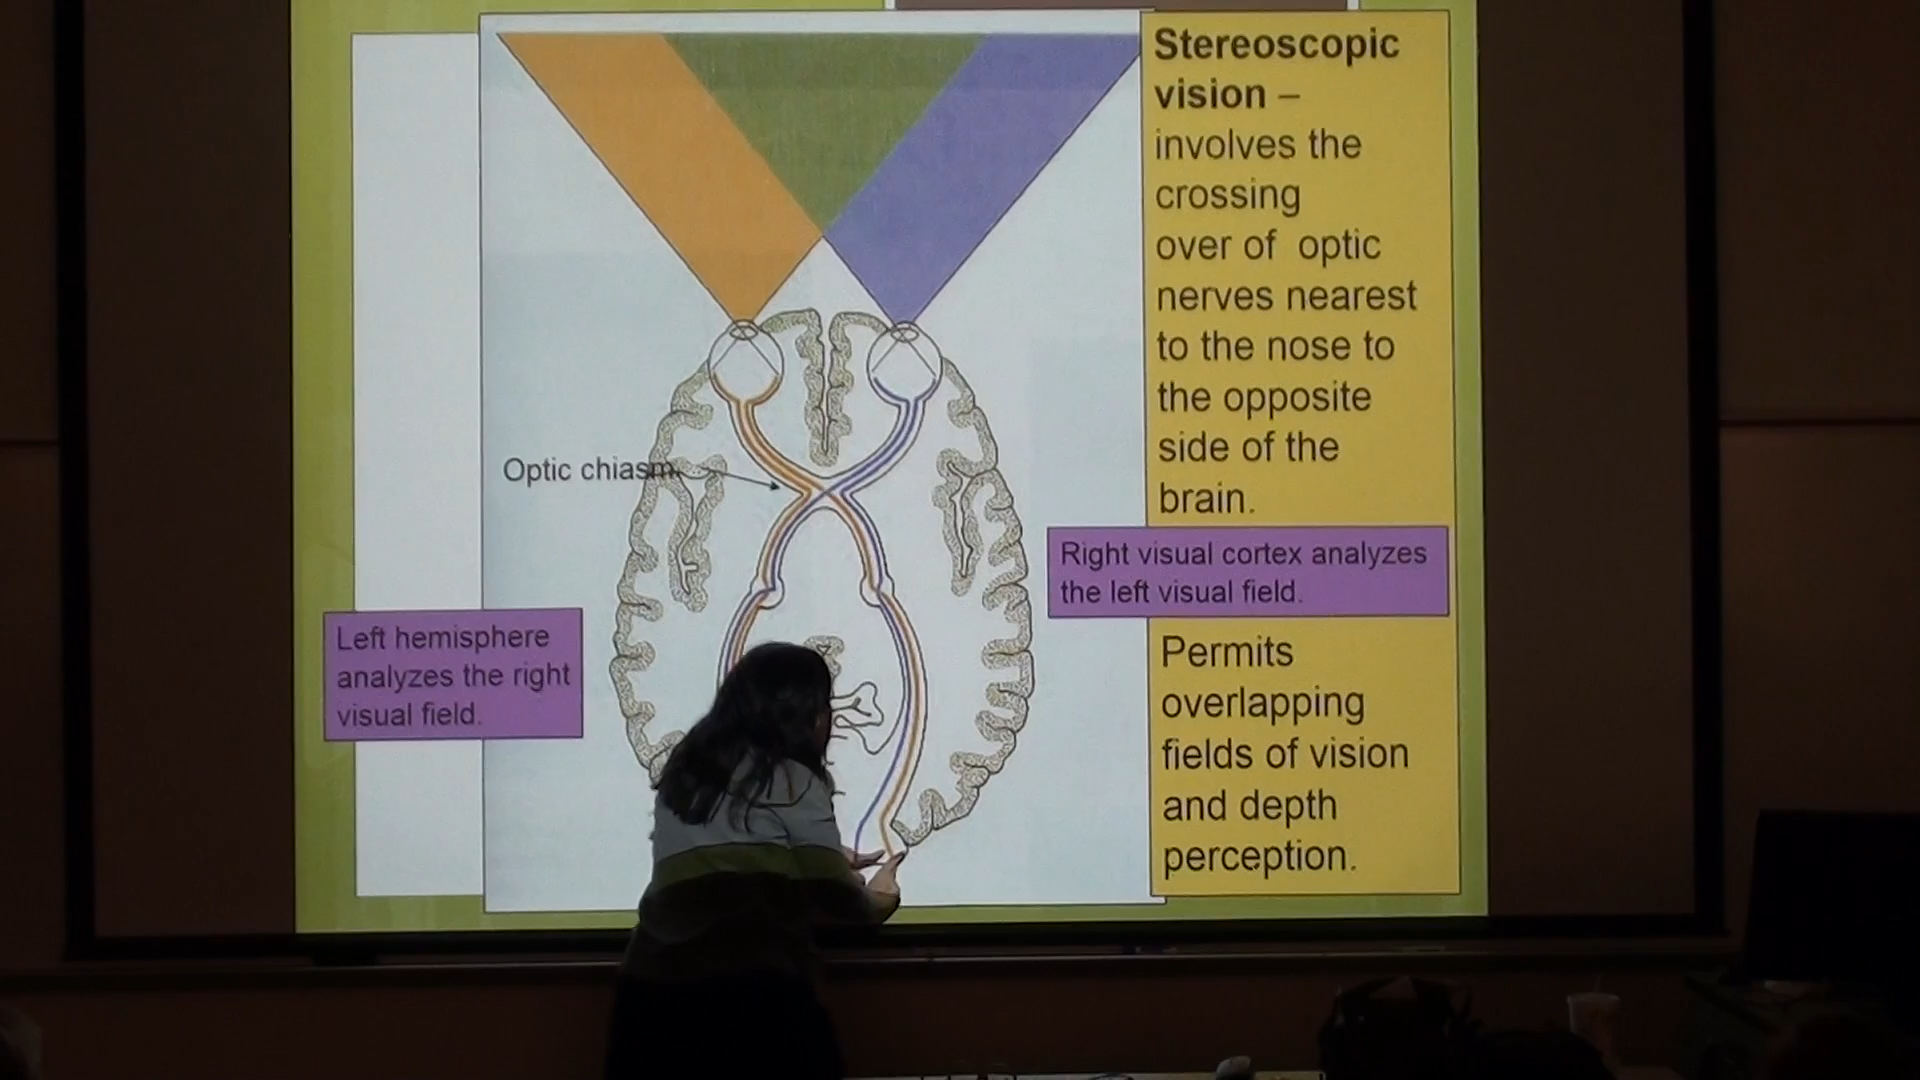 Stereoscopic
vision –
involves the
crossing
over of optic
nerves nearest
to the nose to
the opposite
side of the
brain.
Optic chiasm
Right visual cortex analyzes
the left visual field.
Left hemisphere
analyzes the right
visual field.
Permits
overlapping
fields of vision
and depth
perception.